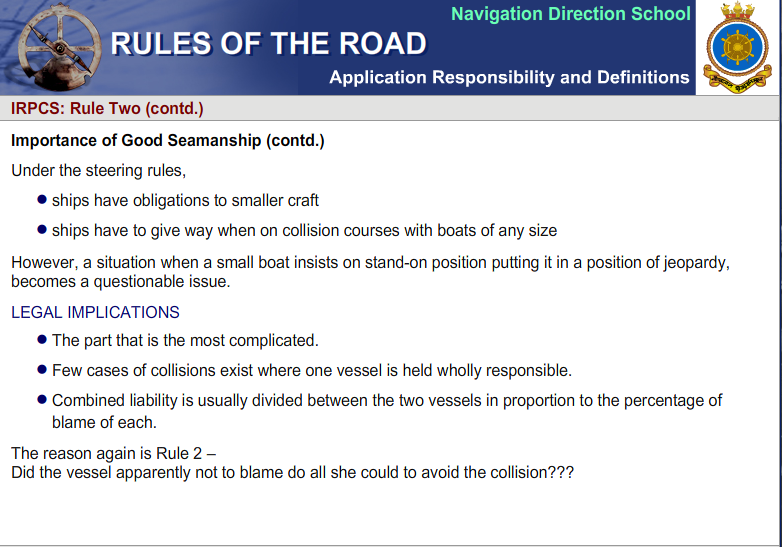 Navigation Direction School
RULES OF THE ROAD
Application Responsibility and Definitions
IRPCS: Rule Two (contd.)
Importance of Good Seamanship (contd.)
Under the steering rules,
● ships have obligations to smaller craft
● ships have to give way when on collision courses with boats of any size
However, a situation when a small boat insists on stand-on position putting it in a position of jeopardy,
becomes a questionable issue.
LEGAL IMPLICATIONS
● The part that is the most complicated.
● Few cases of collisions exist where one vessel is held wholly responsible.
● Combined liability is usually divided between the two vessels in proportion to the percentage of
blame of each.
The reason again is Rule 2 –
Did the vessel apparently not to blame do all she could to avoid the collision???